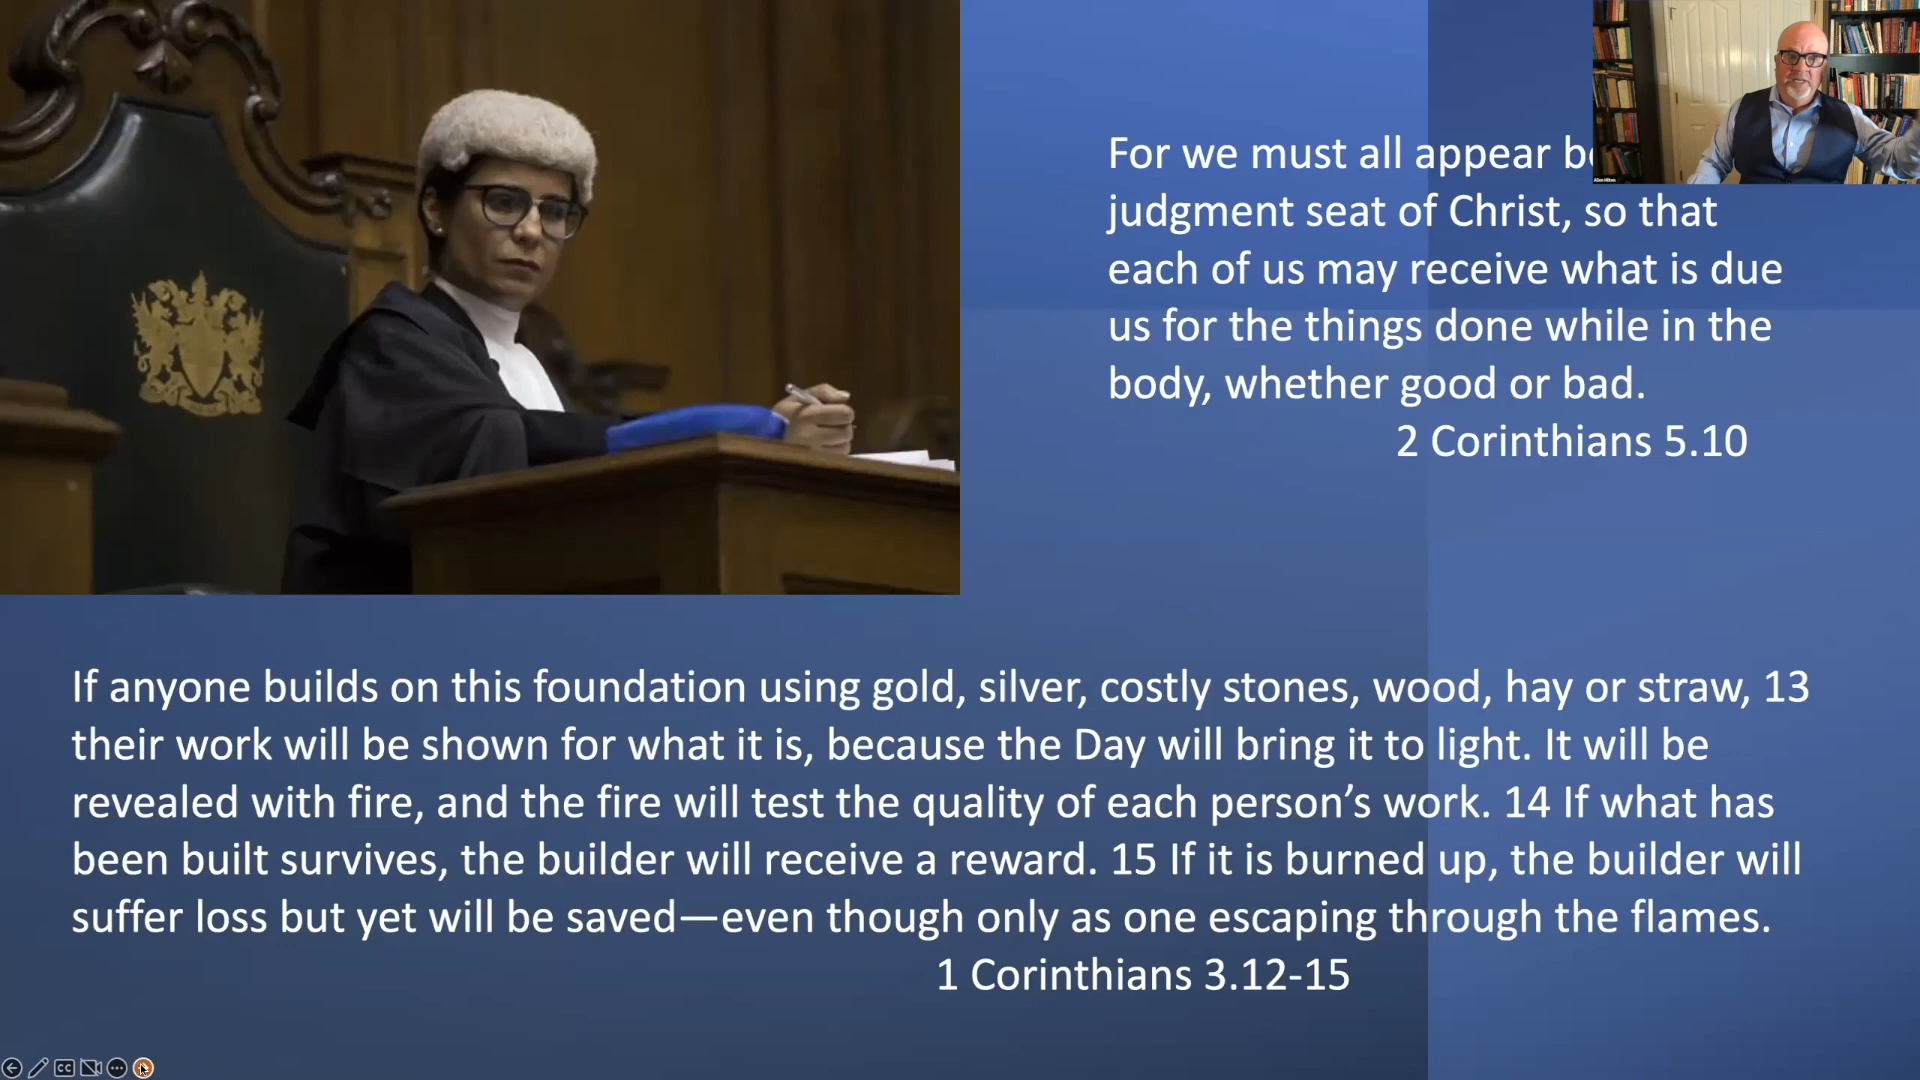 For we must all appear
judgment seat of Christ, so that
each of us may receive what is due
us for the things done while in the
body, whether good or bad.
2 Corinthians 5.10
If anyone builds on this foundation using gold, silver, costly stones, wood, hay or straw, 13
their work will be shown for what it is, because the Day will bring it to light. It will be
revealed with fire, and the fire will test the quality of each person’s work. 14 If what has
been built survives, the builder will receive a reward. 15 If it is burned up, the builder will
suffer loss but yet will be saved—even though only as one escaping through the flames.
1 Corinthians 3.12-15
CC